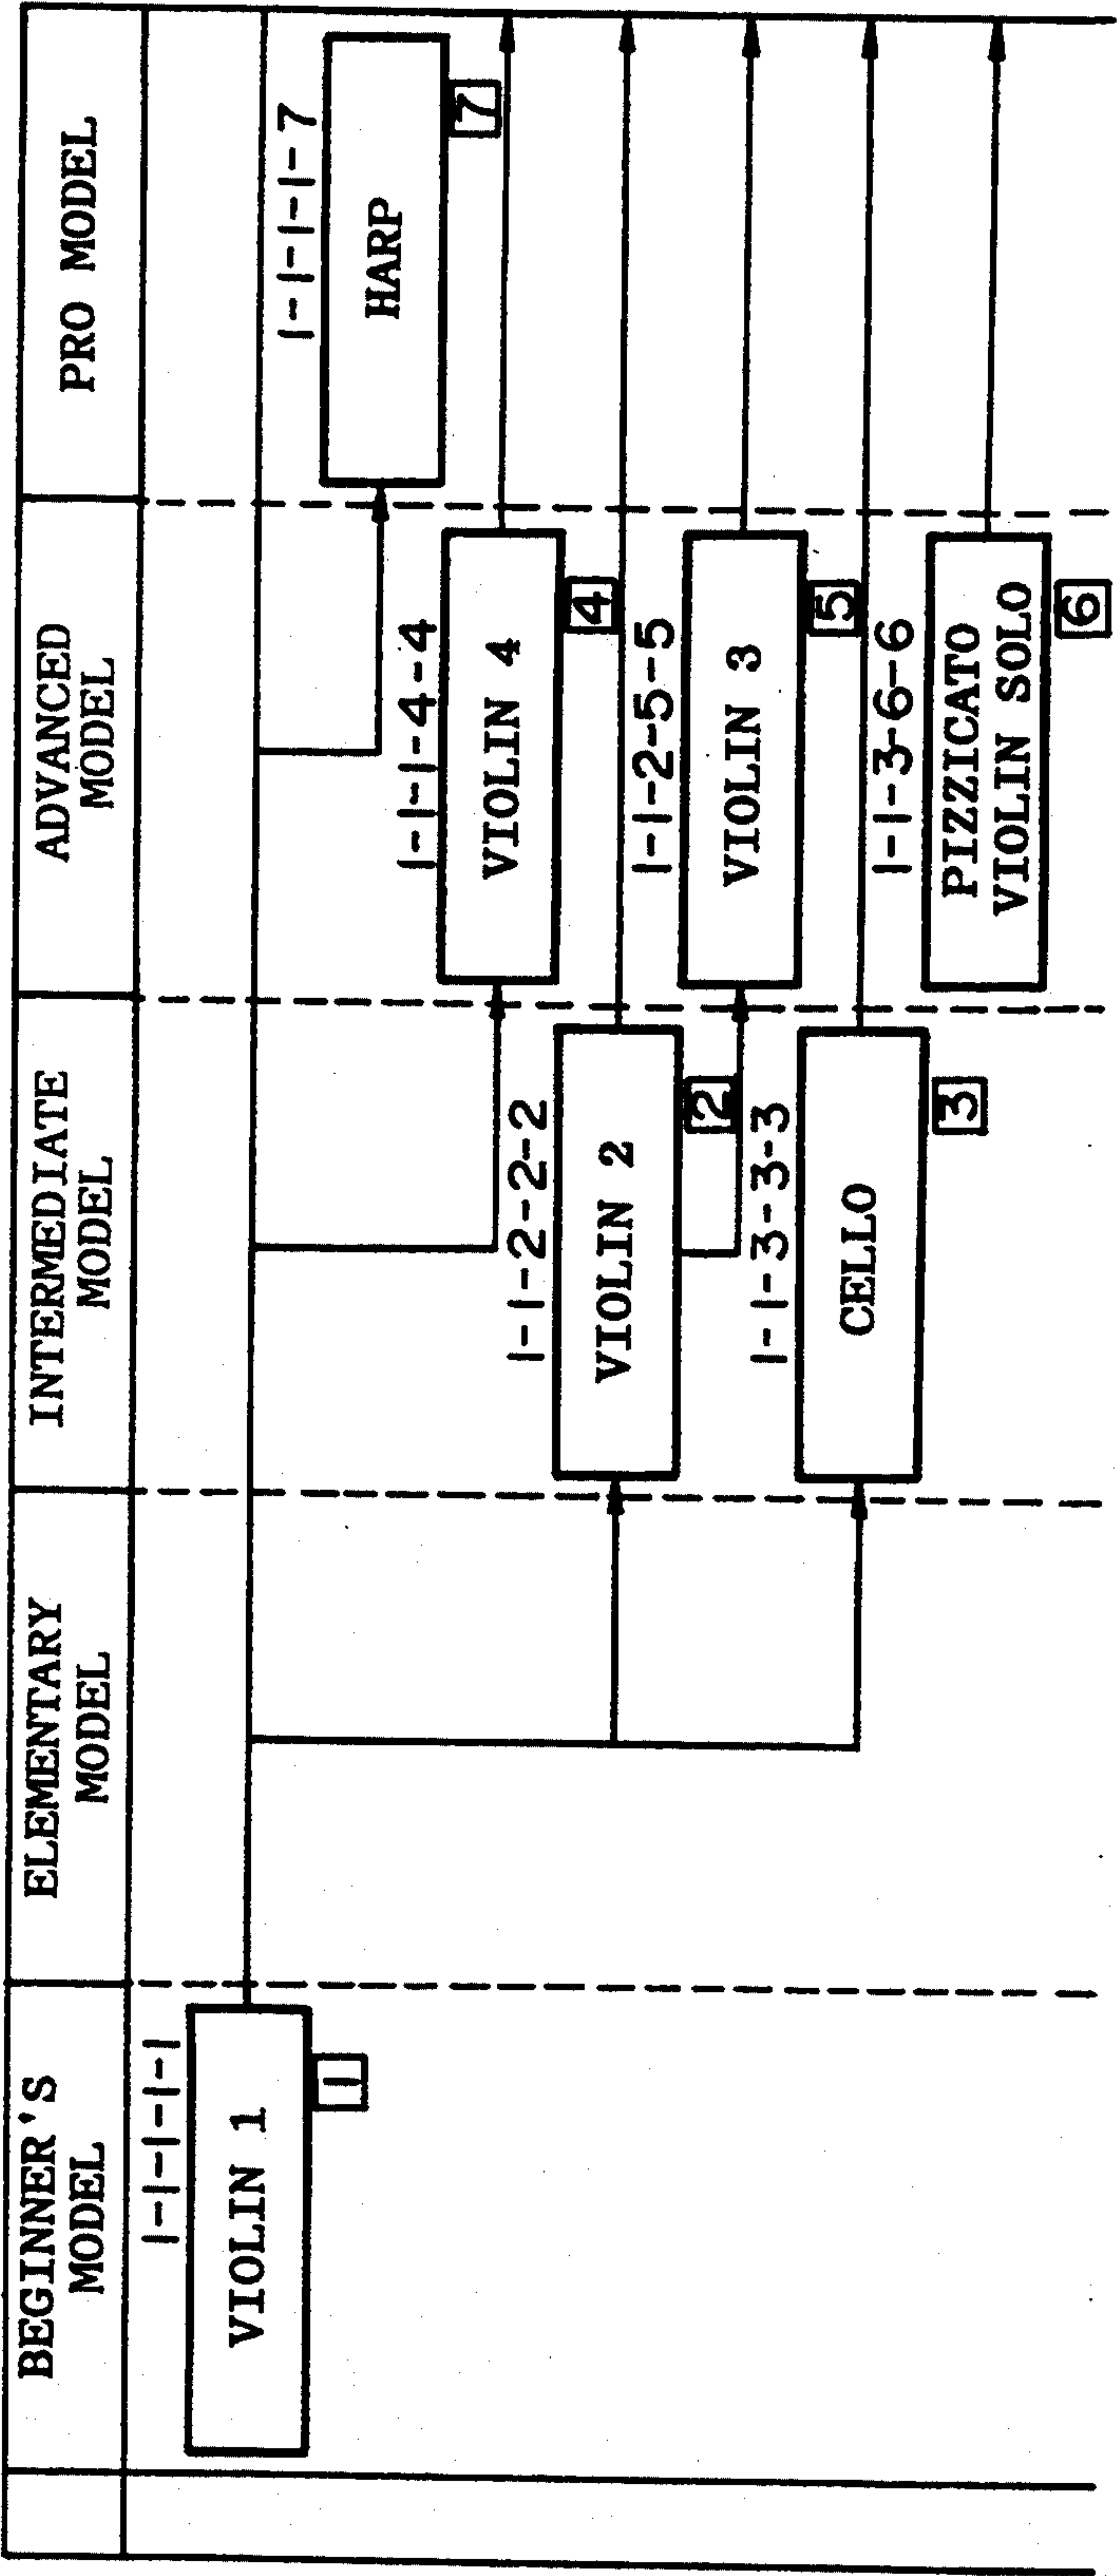 BEGINNER'S
MODEL
ELEMENTARY
MODEL
INTERMEDIATE
MODEL
ADVANCED
MODEL
PRO MODEL
1-1-1-1-1
VIOLIN 1
1
1-1-1-1-7
HARP
7
1-1-1-4-4
VIOLIN 4
4
1-1-2-2-2
VIOLIN 2
2
1-1-2-5-5
VIOLIN 3
5
1-1-3-3-3
CELLO
3
1-1-3-6-6
PIZZICATO
VIOLIN SOLO
6